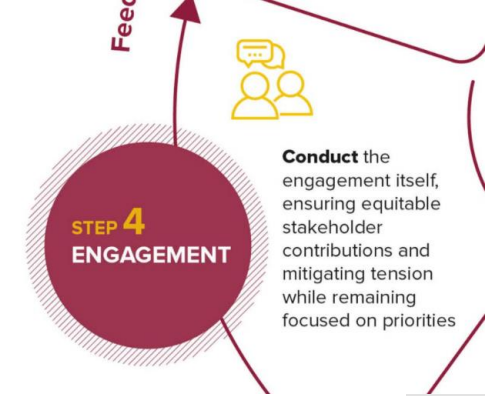 Feed
STEP 4
ENGAGEMENT
Conduct the
engagement itself,
ensuring equitable
stakeholder
contributions and
mitigating tension
while remaining
focused on priorities